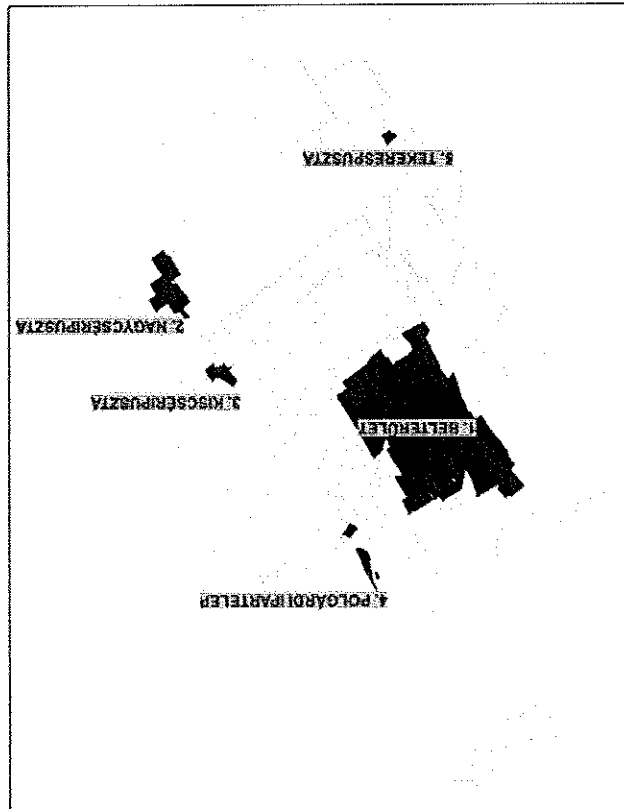 4. POLGÁRDI IPARTELEP
1. BELTERÜLET
3. KISCSÉRIPUSZTA
2. NAGYCSÉRIPUSZTA
5. TEKERESPUSZTA